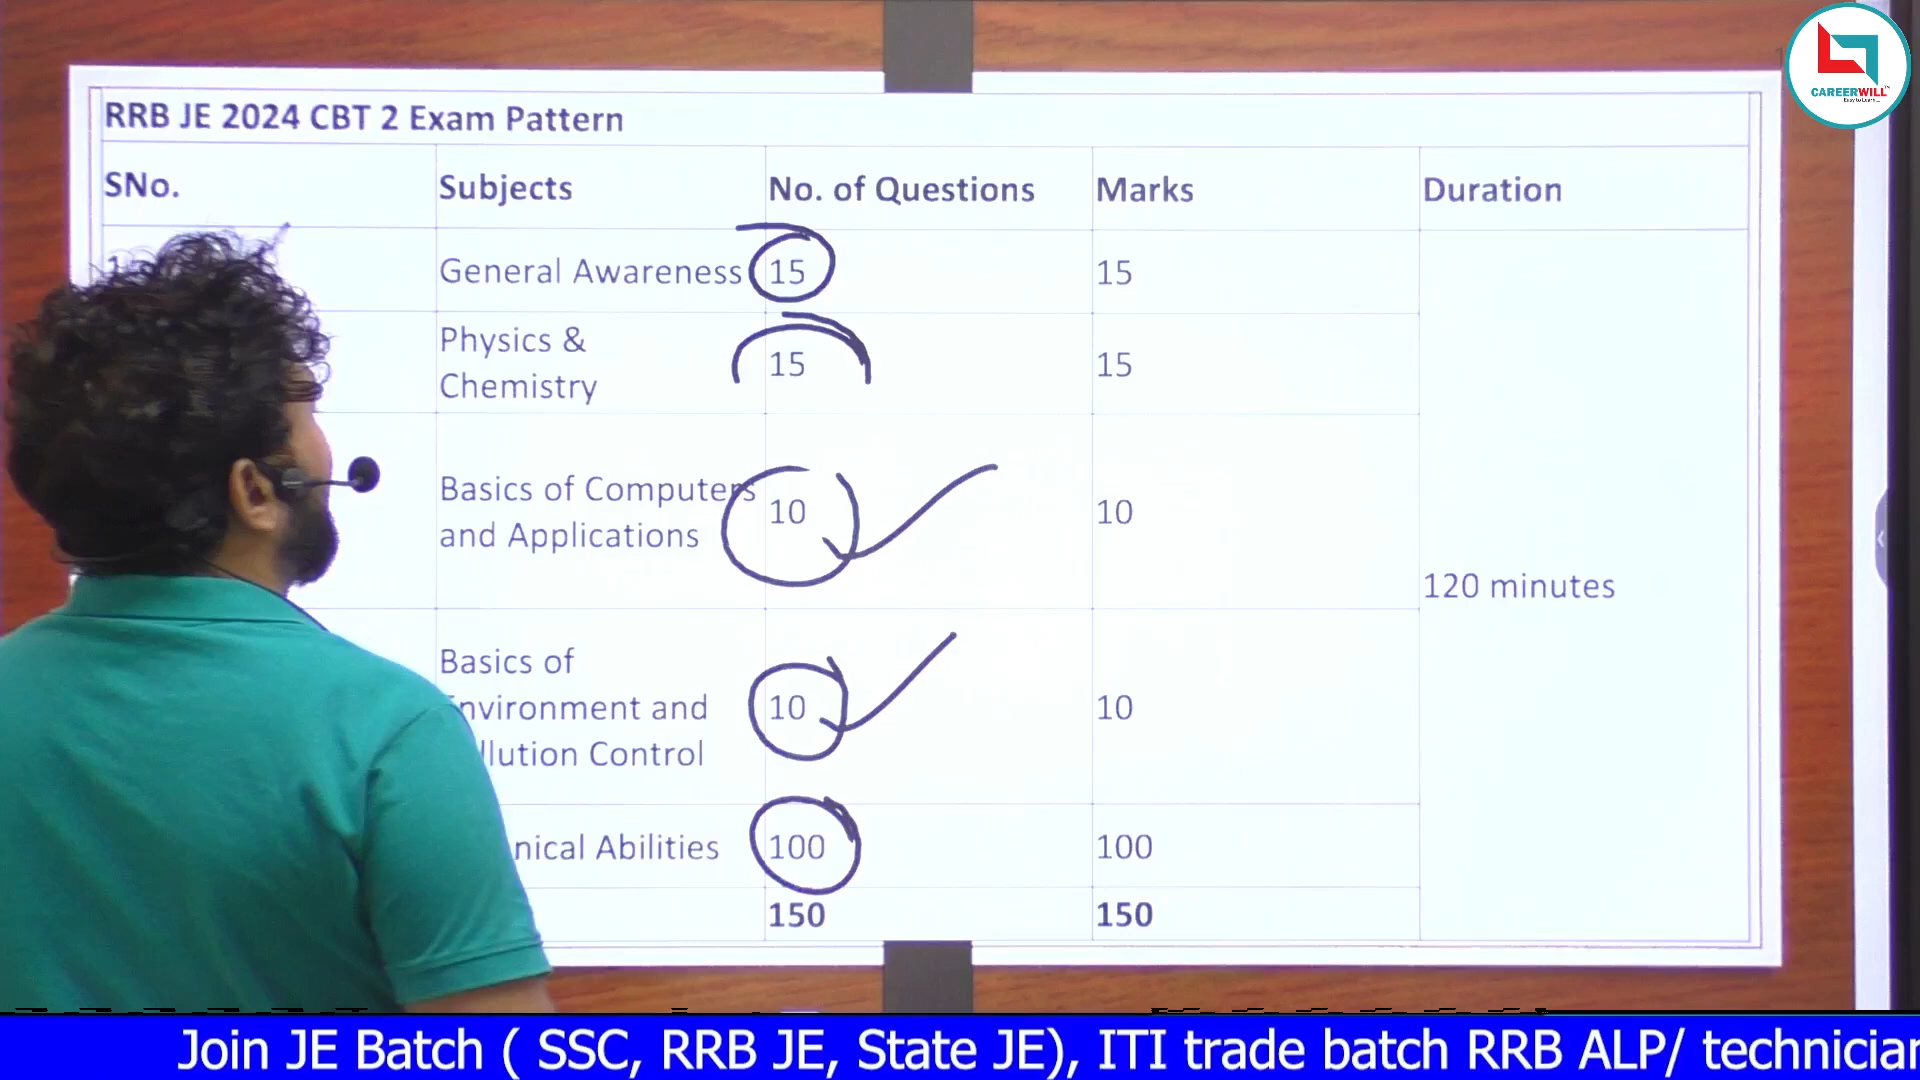 CAREERWILL
Easy to Learn...
RRB JE 2024 CBT 2 Exam Pattern
SNo. Subjects No. of Questions Marks Duration
General Awareness 15 15
Physics &
Chemistry
15 15
Basics of Computers
and Applications
10 10
120 minutes
Basics of
nvironment and
llution Control
10 10
nical Abilities 100 100
150 150
Join JE Batch ( SSC, RRB JE, State JE), ITI trade batch RRB ALP/ technician